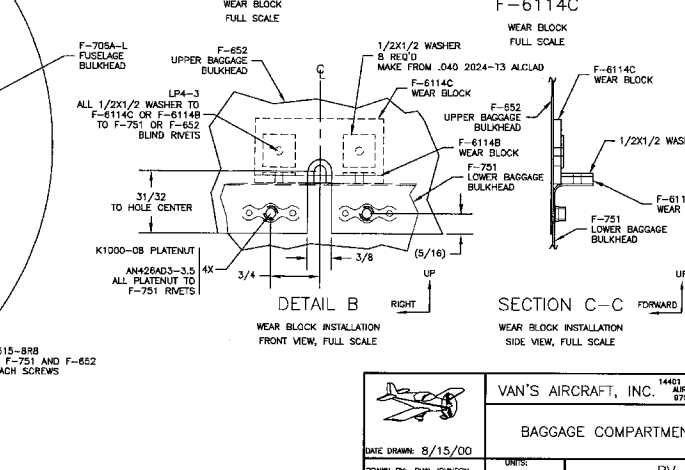 WEAR BLOCK
FULL SCALE
F-6114C
WEAR BLOCK
FULL SCALE
F-706A-L
FUSELAGE
BULKHEAD
F-652
UPPER BAGGAGE
BULKHEAD
1/2X1/2 WASHER
8 REQ'D
MAKE FROM .040 2024-T3 ALCLAD
F-6114C
WEAR BLOCK
LP4-3
ALL 1/2X1/2 WASHER TO
F-6114C OR F-6114B
TO F-751 OR F-652
BLIND RIVETS
F-6114B
WEAR BLOCK
F-751
LOWER BAGGAGE
BULKHEAD
31/32
TO HOLE CENTER
K1000-08 PLATENUT
AN426AD3-3.5
ALL PLATENUT TO
F-751 RIVETS
4X
3/4
3/8
(5/16)
UP
RIGHT
DETAIL B
WEAR BLOCK INSTALLATION
FRONT VIEW, FULL SCALE
F-6114C
WEAR BLOCK
F-652
UPPER BAGGAGE
BULKHEAD
1/2X1/2
WEAR
F-751
LOWER BAGGAGE
BULKHEAD
FORWARD
SECTION C-C
WEAR BLOCK INSTALLATION
SIDE VIEW, FULL SCALE
515-8R8
F-751 AND F-652
ACH SCREWS
VAN'S AIRCRAFT, INC.
14401
BAGGAGE COMPARTMEN
DATE DRAWN: 8/15/00
UNITS: